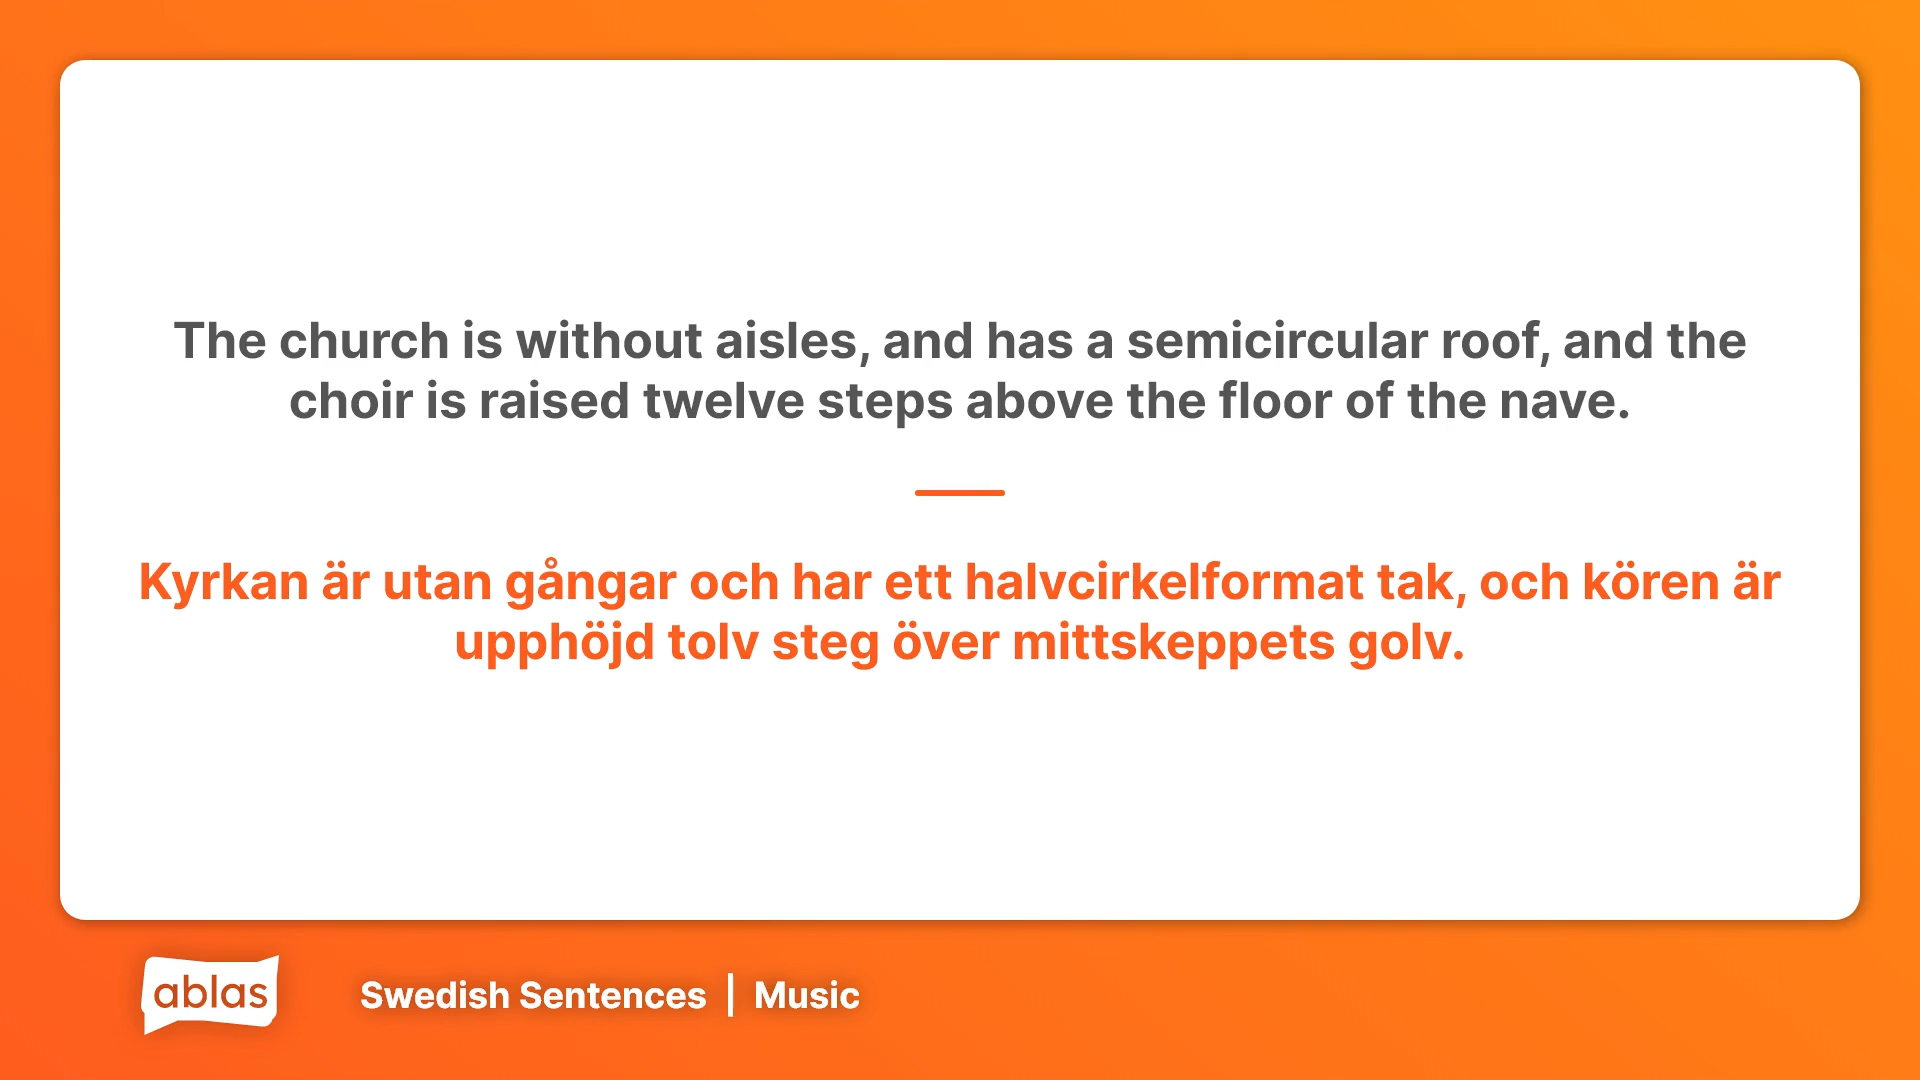 The church is without aisles, and has a semicircular roof, and the
choir is raised twelve steps above the floor of the nave.
Kyrkan är utan gångar och har ett halvcirkelformat tak, och kören är
upphöjd tolv steg över mittskeppets golv.
ablas
Swedish Sentences | Music